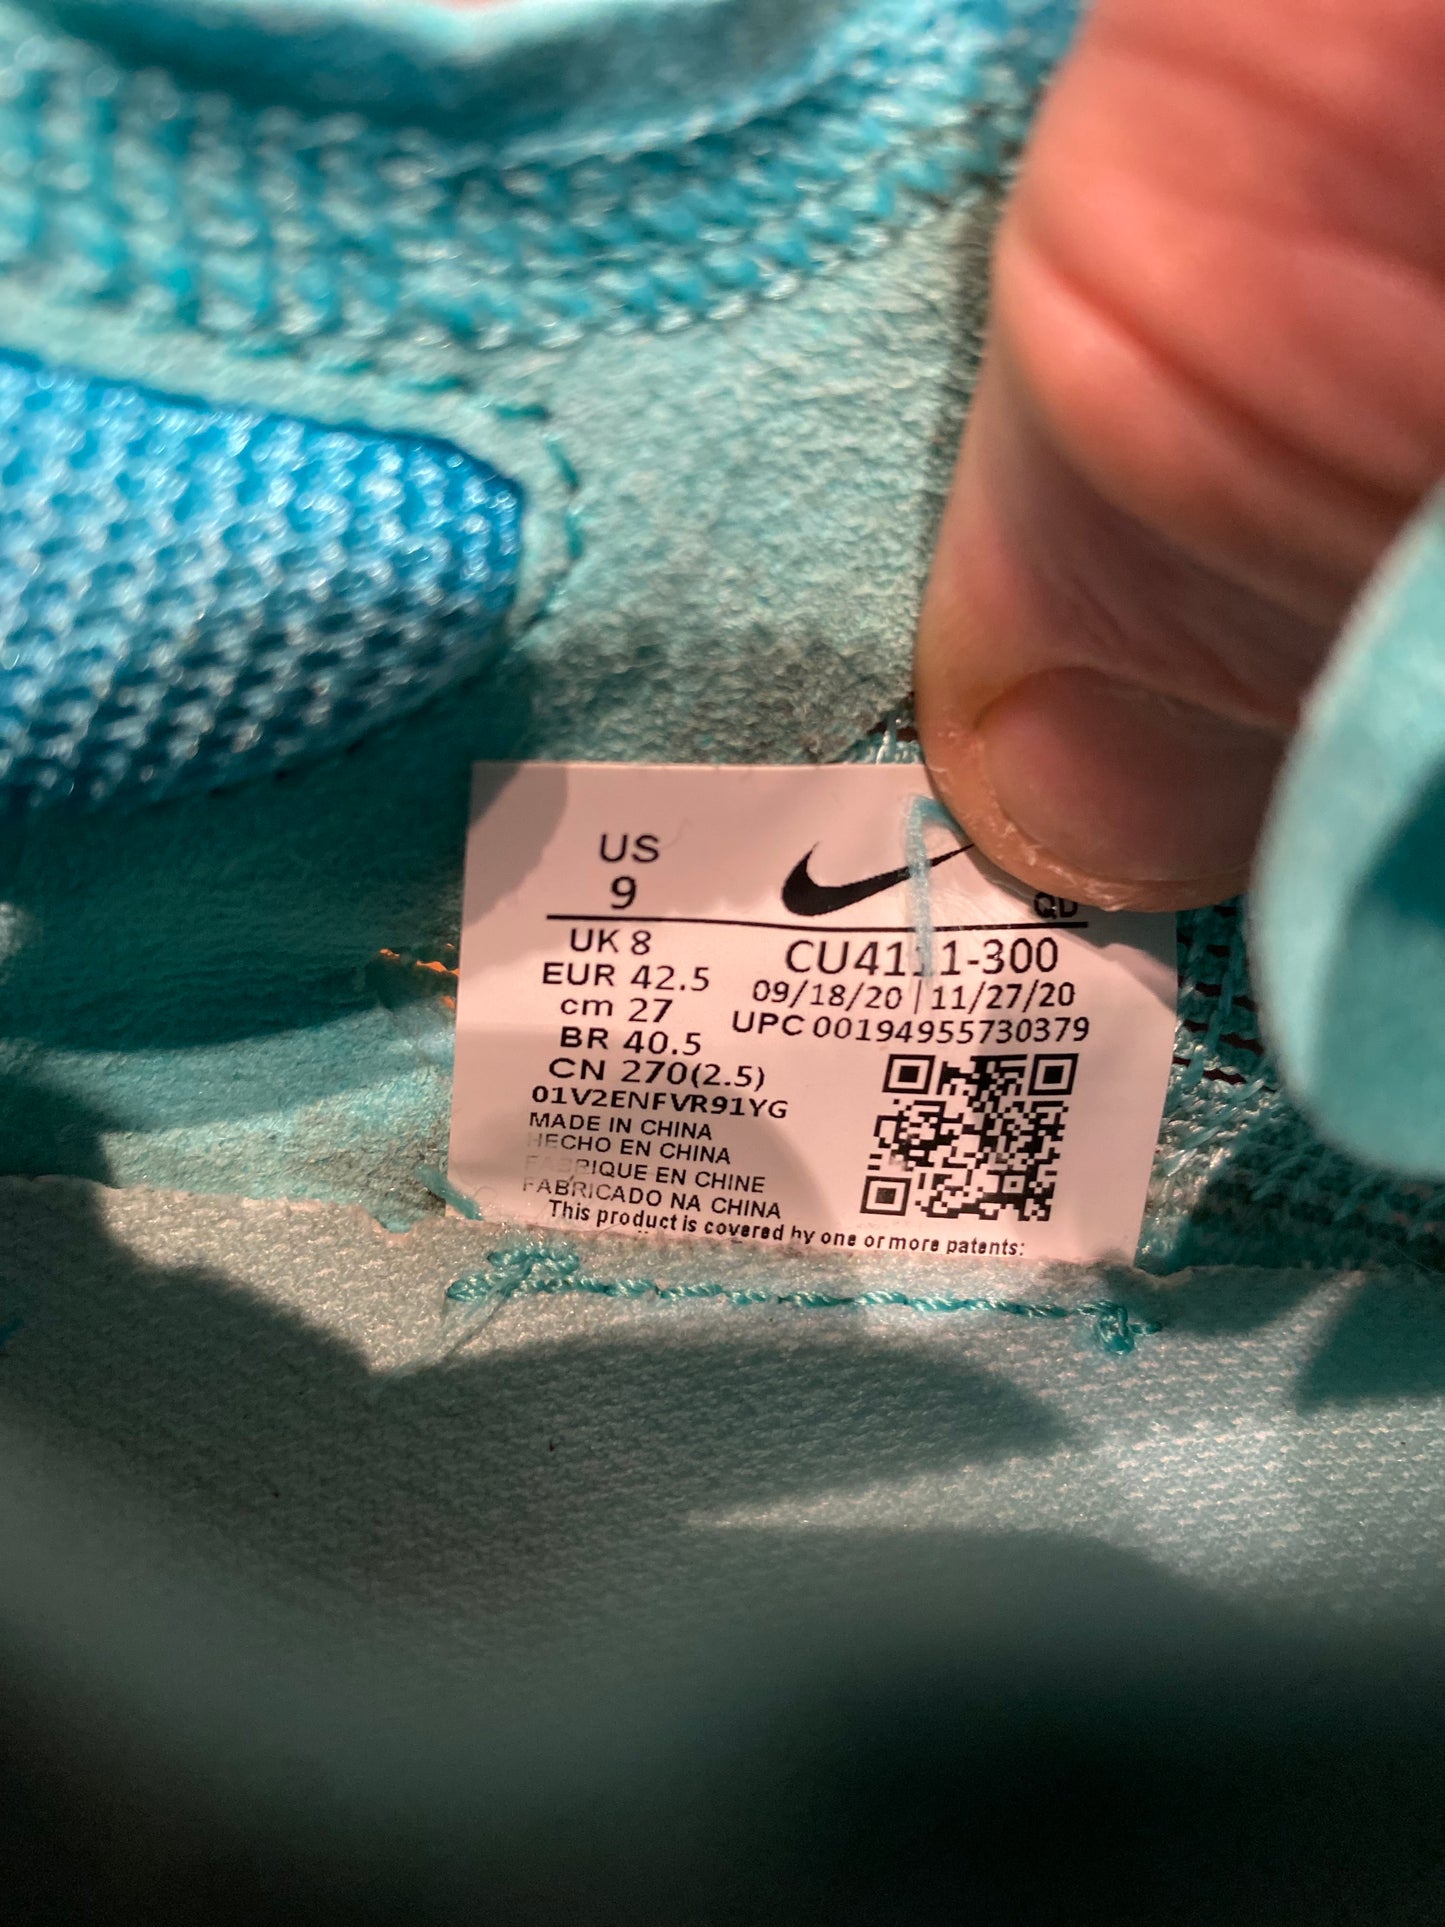 US
9
QD
UK 8
CU4111-300
EUR 42.5
09/18/20 | 11/27/20
cm 27
UPC 00194955730379
BR 40.5
CN 270(2.5)
01V2ENFVR91YG
MADE IN CHINA
HECHO EN CHINA
FABRIQUE EN CHINE
FABRICADO NA CHINA
This product is covered by one or more patents: